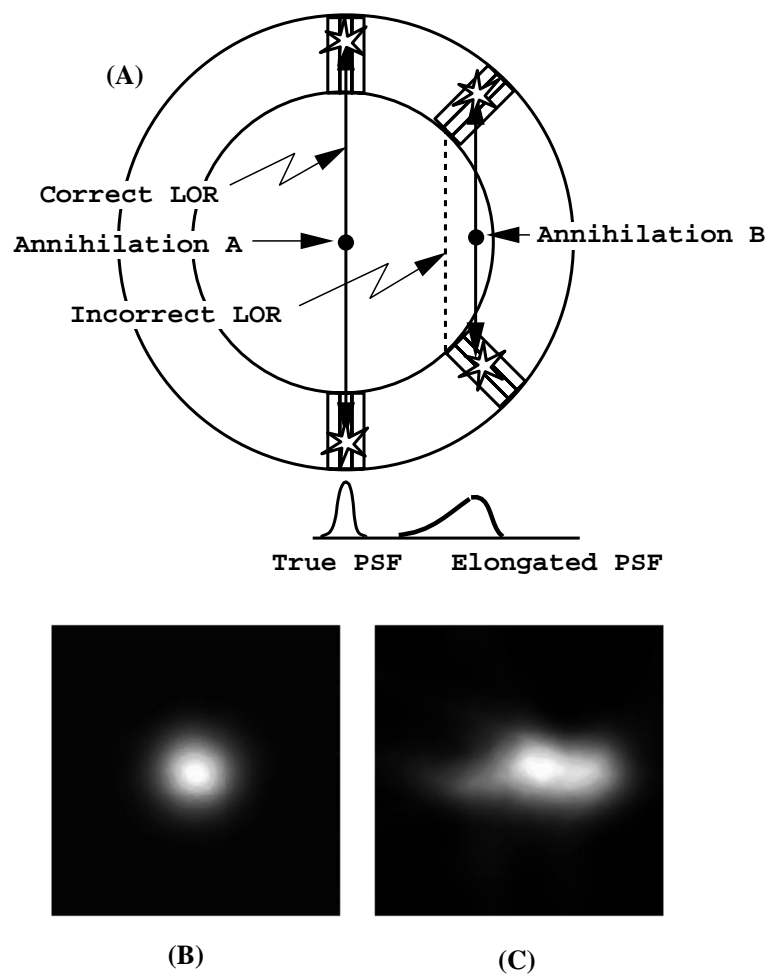 (A)
Correct LOR
Annihilation A
Annihilation B
Incorrect LOR
True PSF
Elongated PSF
(B)
(C)